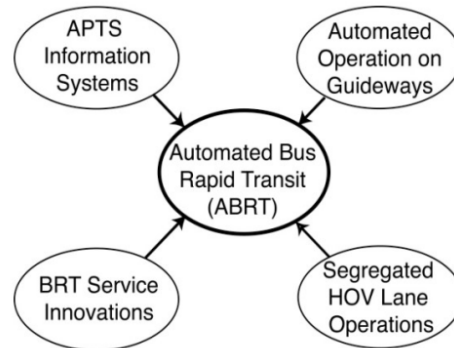 APTS
Information
Systems
Automated
Operation on
Guideways
Automated Bus
Rapid Transit
(ABRT)
BRT Service
Innovations
Segregated
HOV Lane
Operations